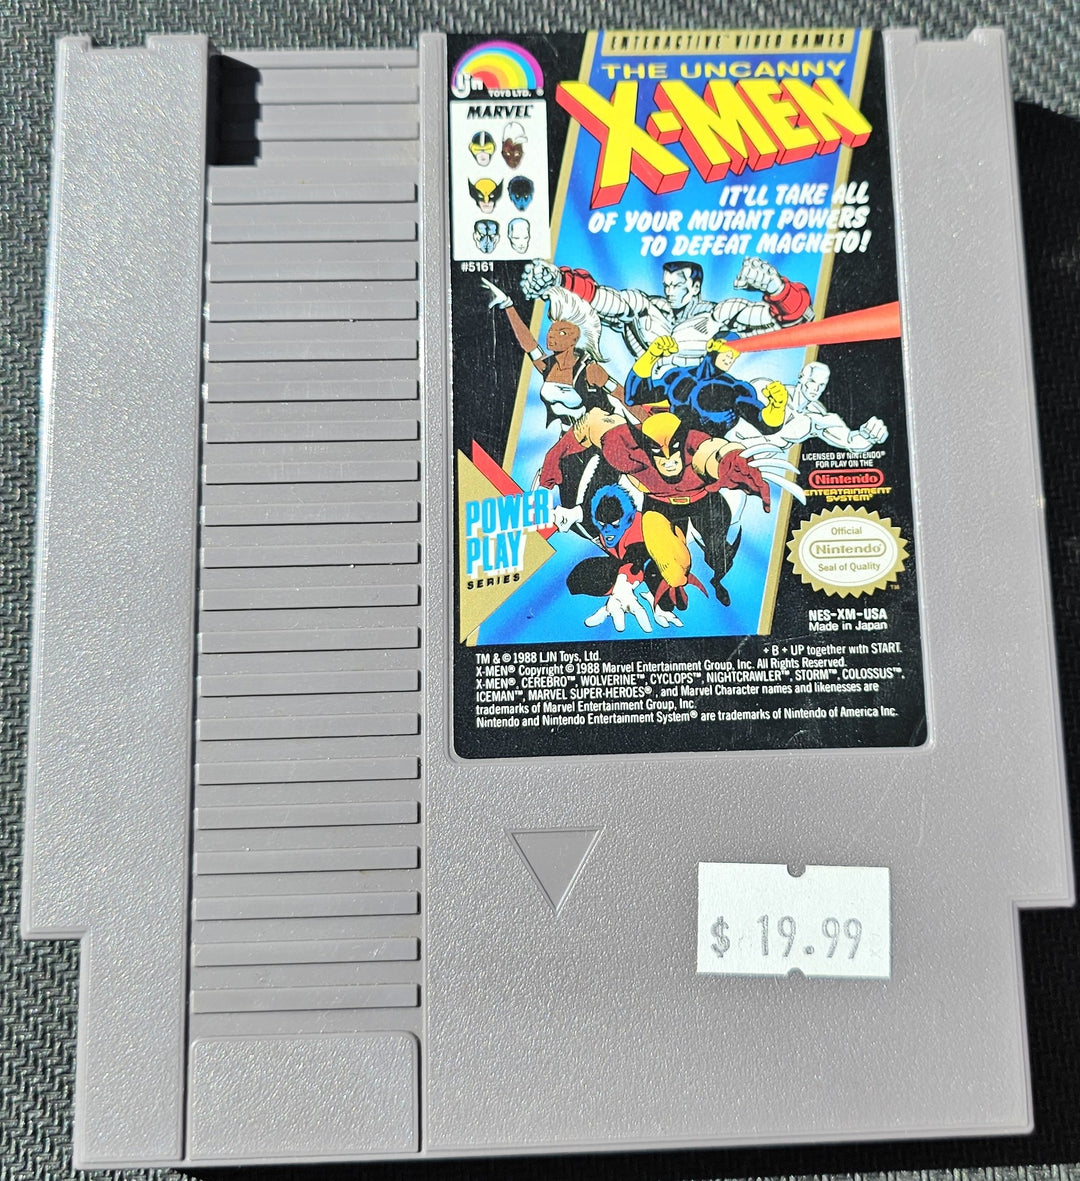 ENTERACTIVE™ VIDEO GAMES
LJN
TOYS LTD. ®
THE UNCANNY
X-MEN
MARVEL
IT'LL TAKE ALL
OF YOUR MUTANT POWERS
TO DEFEAT MAGNETO!
#5161
LICENSED BY NINTENDO®
FOR PLAY ON THE
Nintendo
ENTERTAINMENT
SYSTEM®
POWER
PLAY
SERIES
Official
Nintendo
Seal of Quality
TM
NES-XM-USA
Made in Japan
+ B + UP together with START.
TM & © 1988 LJN Toys, Ltd.
X-MEN® Copyright © 1988 Marvel Entertainment Group, Inc. All Rights Reserved.
X-MEN®, CEREBRO™, WOLVERINE™, CYCLOPS™, NIGHTCRAWLER™, STORM™, COLOSSUS™,
ICEMAN™, MARVEL SUPER-HEROES®, and Marvel Character names and likenesses are
trademarks of Marvel Entertainment Group, Inc.
Nintendo and Nintendo Entertainment System® are trademarks of Nintendo of America Inc.
$ 19.99